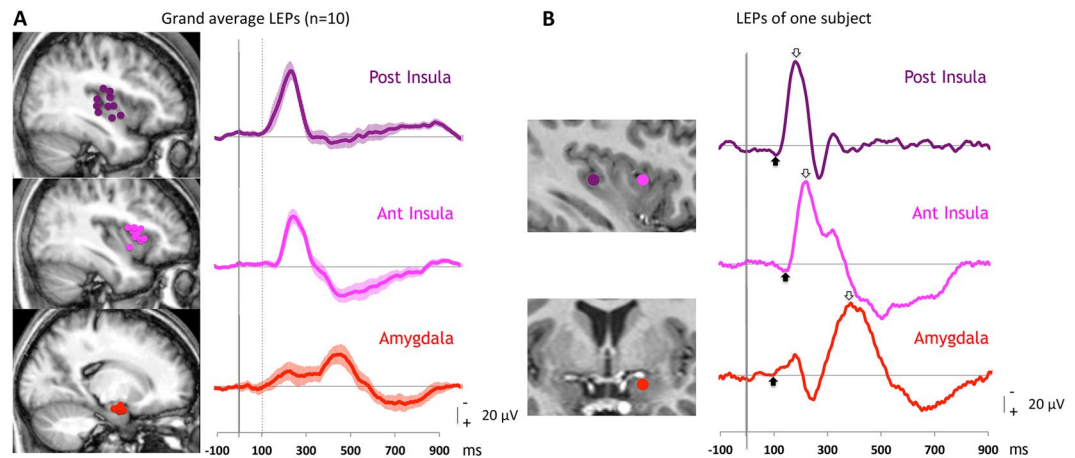 A
Grand average LEPs (n=10)
Post Insula
Ant Insula
Amygdala
-
+ 20 µV
-100 100 300 500 700 900 ms
B
LEPs of one subject
Post Insula
Ant Insula
Amygdala
-
+ 20 µV
-100 100 300 500 700 900 ms